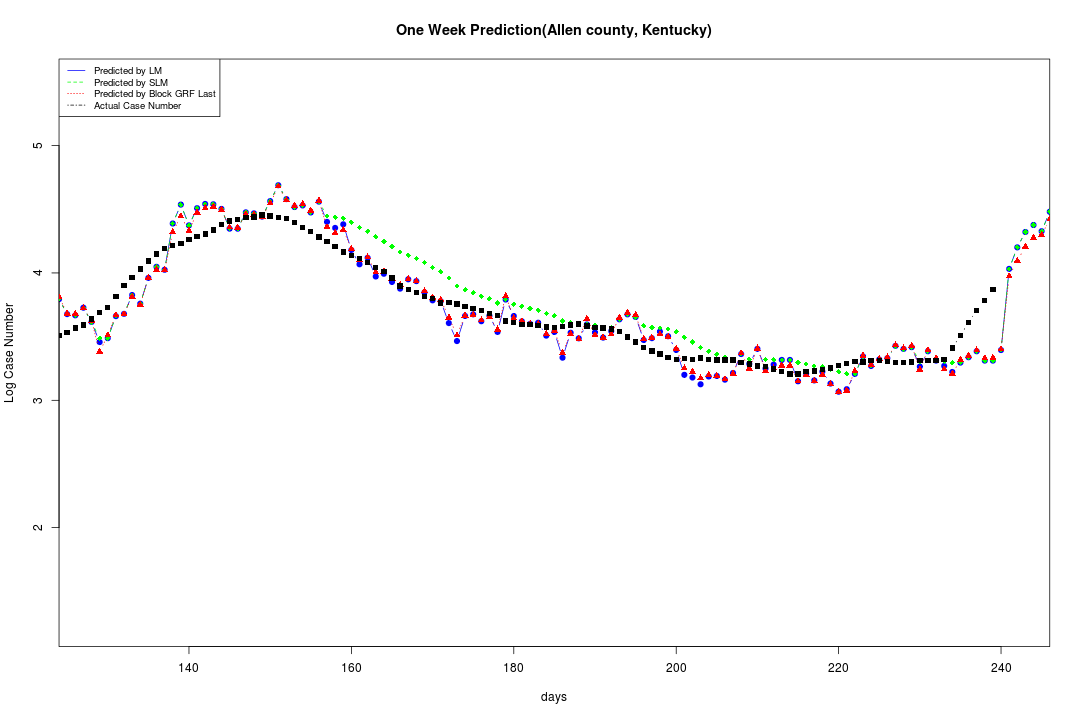 One Week Prediction(Allen county, Kentucky)
Predicted by LM
Predicted by SLM
Predicted by Block GRF Last
Actual Case Number
5
4
3
2
Log Case Number
140 160 180 200 220 240
days